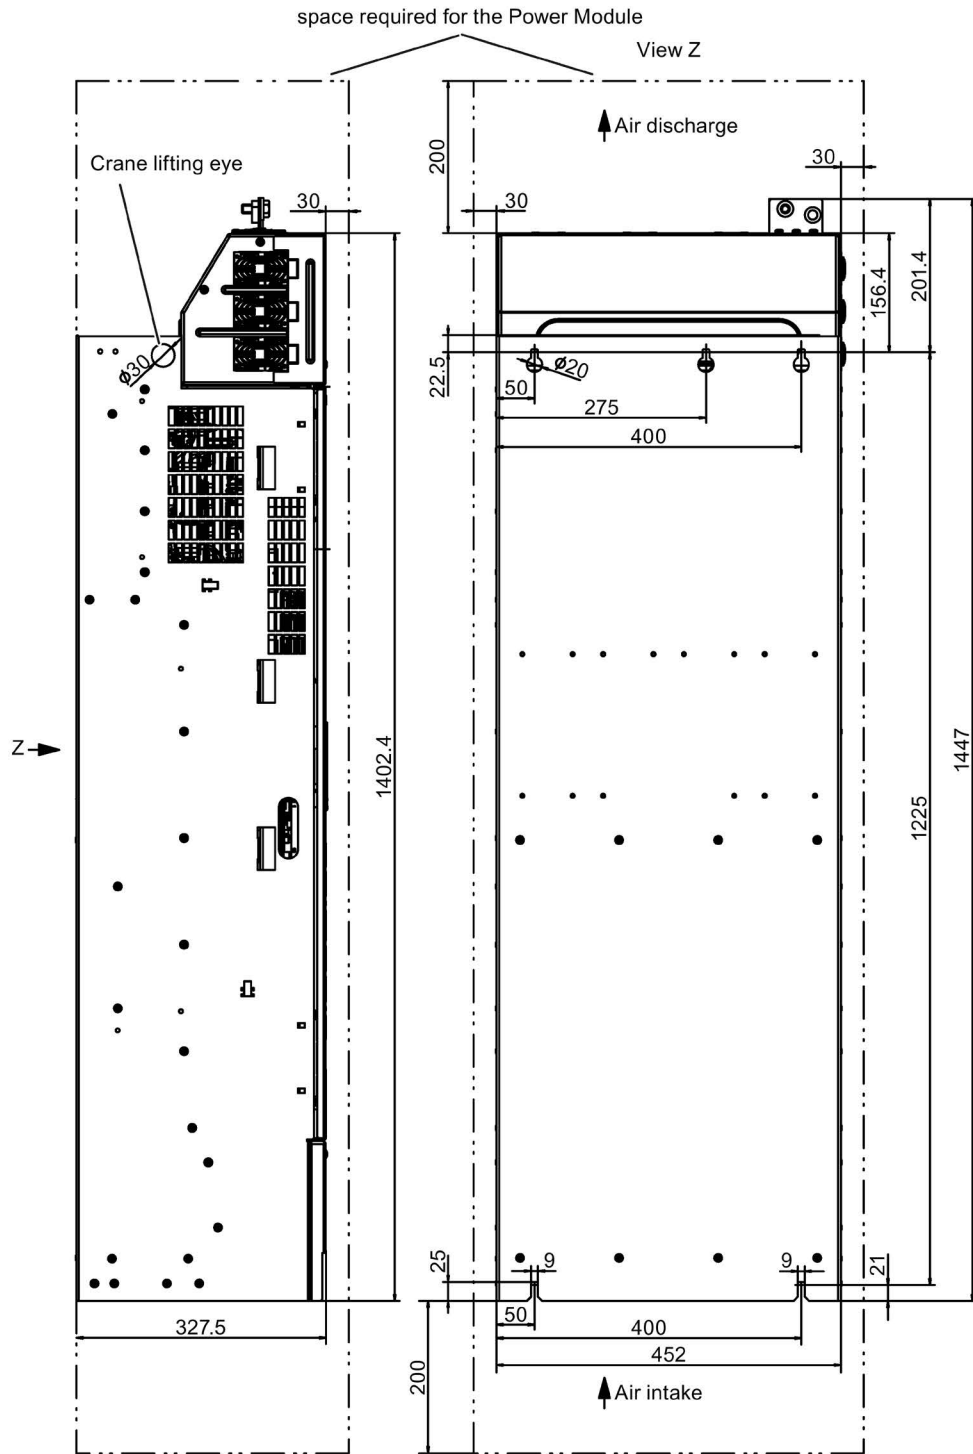 space required for the Power Module
View Z
Air discharge
200
30
Crane lifting eye
30
30
156.4
201.4
ϕ30
22.5
ϕ20
50
275
400
Z
1402.4
1225
1447
25
9
9
21
50
327.5
400
452
200
Air intake